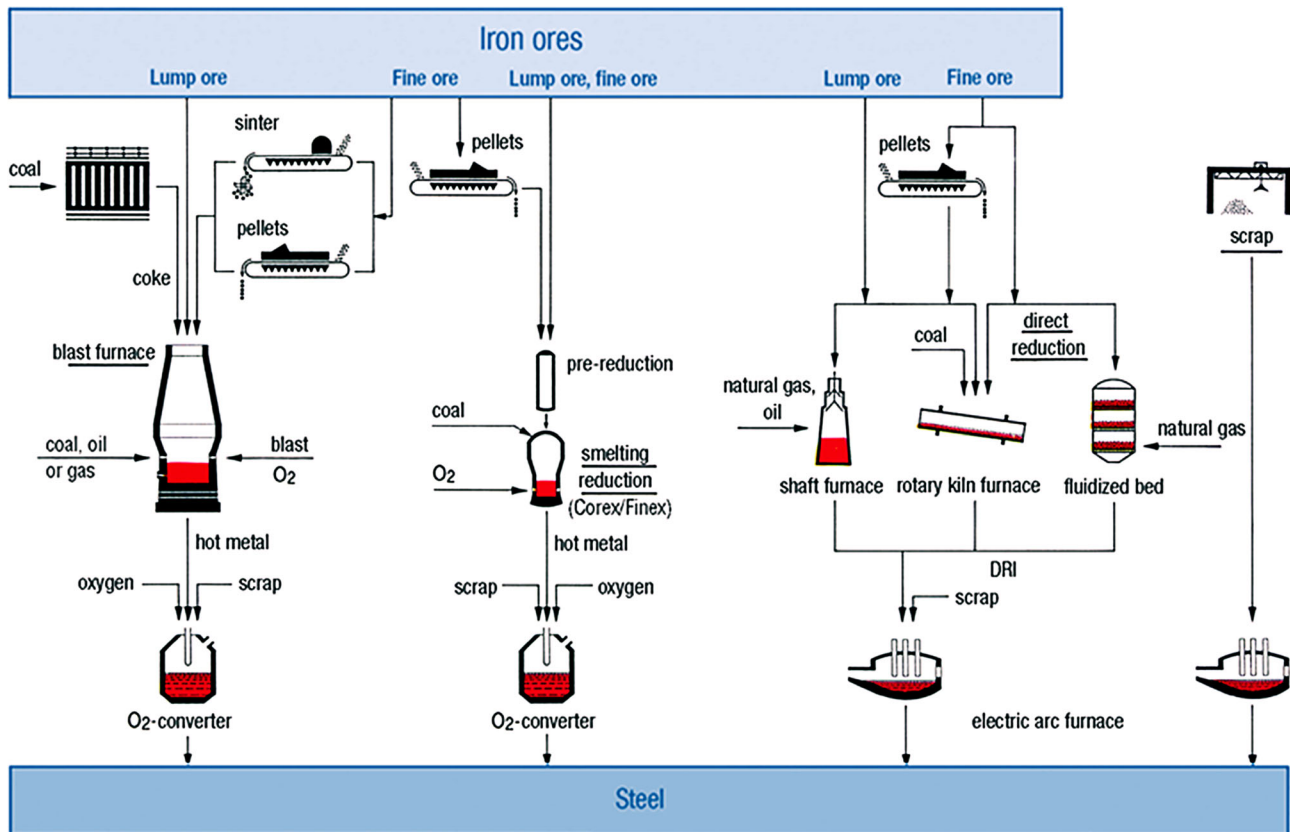 Iron ores
Lump ore
Fine ore
Lump ore, fine ore
Lump ore
Fine ore
sinter
pellets
pellets
coal
pellets
scrap
coke
blast furnace
pre-reduction
coal
direct
reduction
natural gas,
oil
coal
coal, oil
or gas
blast
O2
smelting
reduction
(Corex/Finex)
O2
natural gas
shaft furnace
rotary kiln furnace
fluidized bed
hot metal
hot metal
DRI
oxygen
scrap
scrap
oxygen
scrap
O2-converter
O2-converter
electric arc furnace
Steel